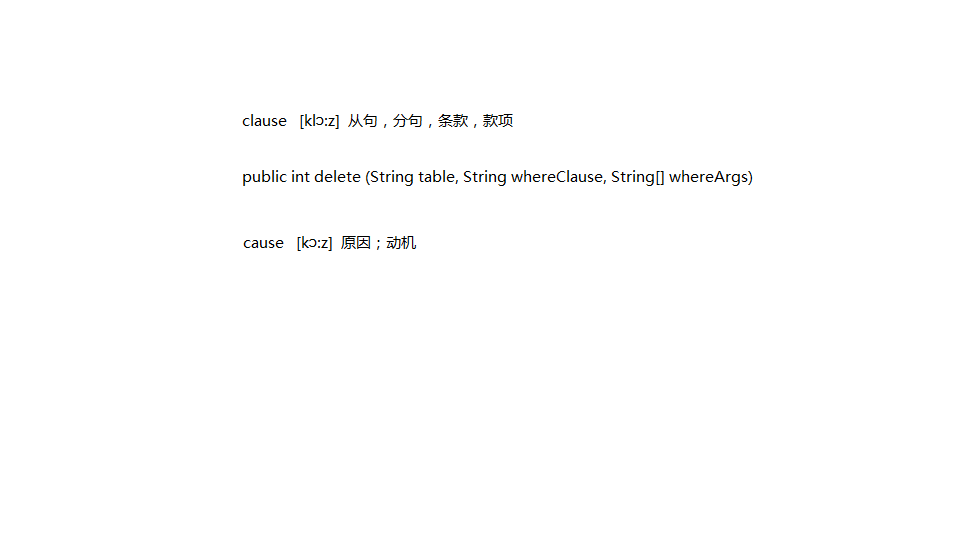 clause [klɔ:z] 从句，分句，条款，款项
public int delete (String table, String whereClause, String[] whereArgs)
cause [kɔ:z] 原因；动机